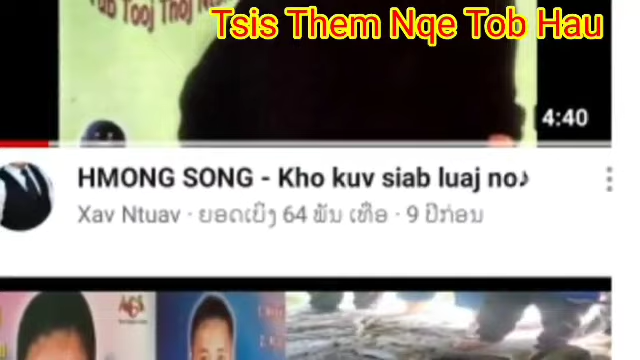 Tsis Them Nqe Tob Hau
4:40
HMONG SONG - Kho kuv siab luaj no♪
Xav Ntuav · ຍອດເບິ່ງ 64 ພັນ ເທື່ອ · 9 ປີກ່ອນ